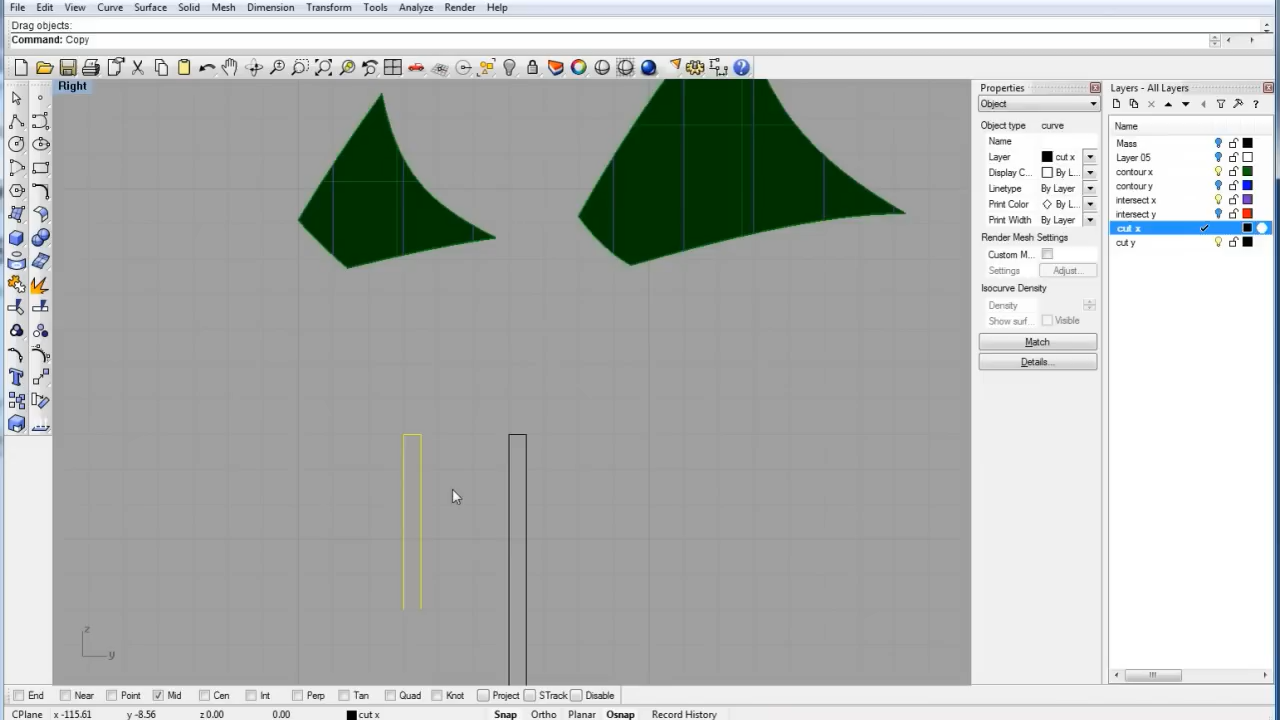 File Edit View Curve Surface Solid Mesh Dimension Transform Tools Analyze Render Help
Drag objects:
Command: Copy
Right
Properties
Object
Object type curve
Name
Layer cut x
Display C... By L...
Linetype By Layer
Print Color By L...
Print Width By Layer
Render Mesh Settings
Custom M...
Settings Adjust...
Isocurve Density
Density
Show surf... Visible
Match
Details...
Layers - All Layers
Name
Mass
Layer 05
contour x
contour y
intersect x
intersect y
cut x
cut y
z
y
End Near Point Mid Cen Int Perp Tan Quad Knot Project STrack Disable
CPlane x -115.61 y -8.56 z 0.00 0.00 cut x Snap Ortho Planar Osnap Record History